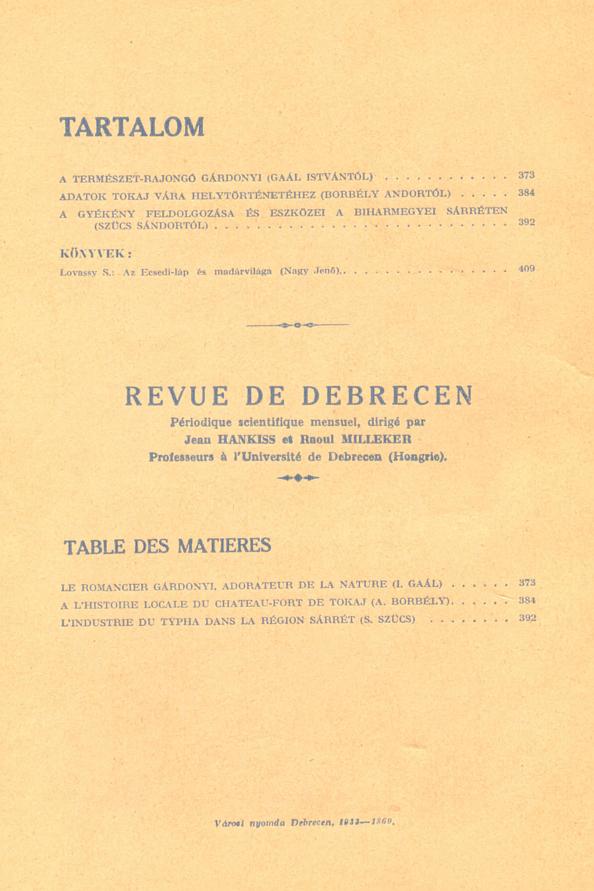 TARTALOM
A TERMÉSZET-RAJONGÓ GÁRDONYI (GAÁL ISTVÁNTÓL) . . . . . . . . . . . . 373
ADATOK TOKAJ VÁRA HELYTÖRTÉNETÉHEZ (BORBÉLY ANDORTÓL) . . . . . 384
A GYÉKÉNY FELDOLGOZÁSA ÉS ESZKÖZEI A BIHARMEGYEI SÁRRÉTEN
(SZÜCS SÁNDORTÓL) . . . . . . . . . . . . . . . . . . . . . . . . . . . . 392
KÖNYVEK :
Lovassy S.: Az Ecsedi-láp és madárvilága (Nagy Jenő). . . . . . . . . . . . . . . . . 409
REVUE DE DEBRECEN
Périodique scientifique mensuel, dirigé par
Jean HANKISS et Raoul MILLEKER
Professeurs à l'Université de Debrecen (Hongrie).
TABLE DES MATIERES
LE ROMANCIER GÁRDONYI, ADORATEUR DE LA NATURE (I. GAÁL) . . . . . . 373
A L'HISTOIRE LOCALE DU CHATEAU-FORT DE TOKAJ (A. BORBÉLY). . . . . . 384
L'INDUSTRIE DU TYPHA DANS LA RÉGION SÁRRÉT (S. SZÜCS) . . . . . . . . 392
Városi nyomda Debrecen, 1933—1869.